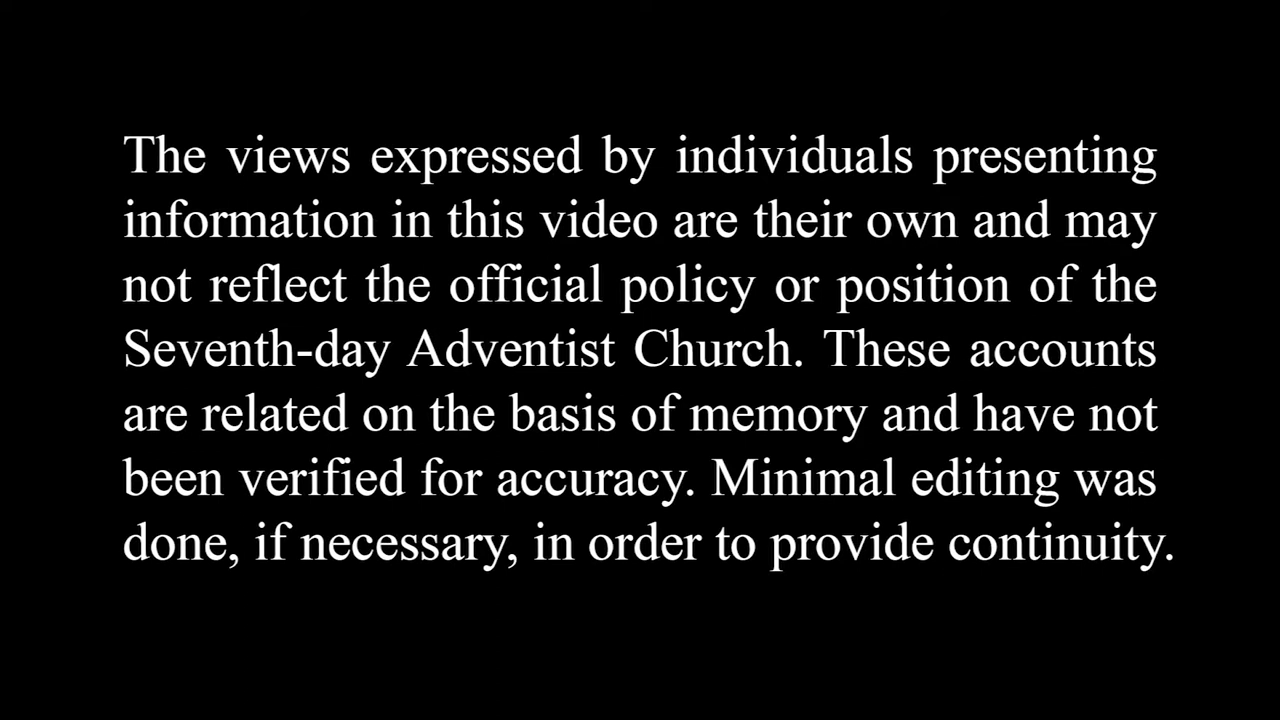 The views expressed by individuals presenting
information in this video are their own and may
not reflect the official policy or position of the
Seventh-day Adventist Church. These accounts
are related on the basis of memory and have not
been verified for accuracy. Minimal editing was
done, if necessary, in order to provide continuity.